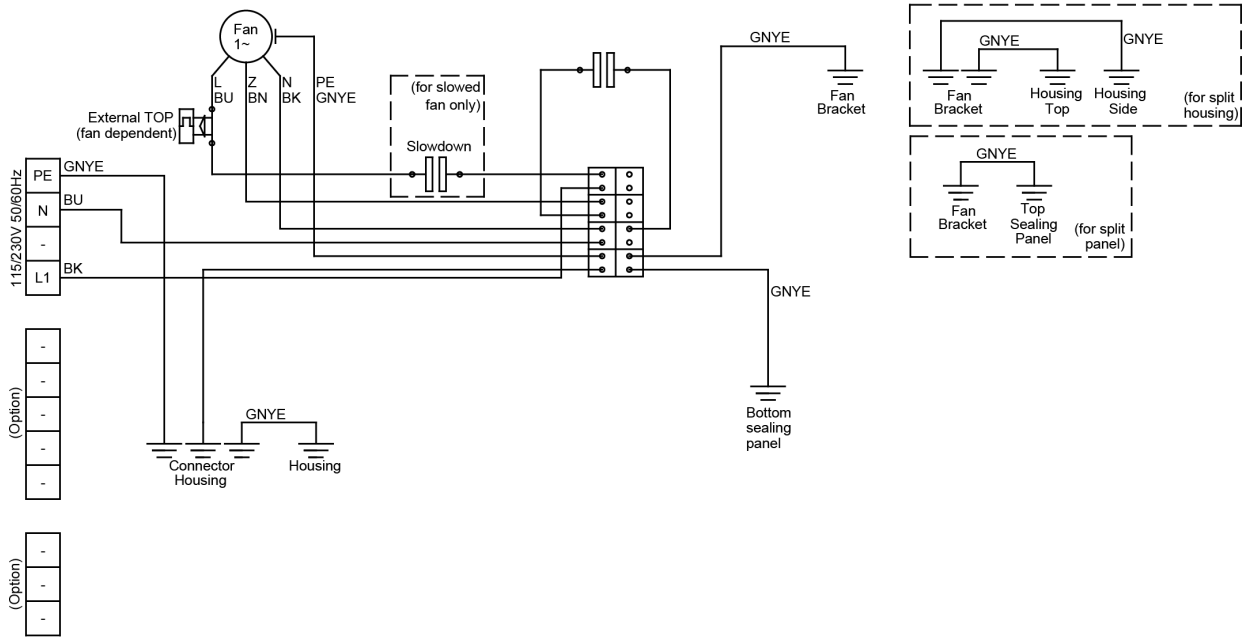 Fan
1~
L
BU
Z
BN
N
BK
PE
GNYE
External TOP
(fan dependent)
(for slowed
fan only)
Slowdown
GNYE
Fan
Bracket
GNYE
GNYE
Fan
Bracket
Housing
Top
Housing
Side
(for split
housing)
GNYE
Fan
Bracket
Top
Sealing
Panel
(for split
panel)
115/230V 50/60Hz
PE
GNYE
N
BU
-
L1
BK
GNYE
Bottom
sealing
panel
(Option)
-
-
-
-
-
GNYE
Connector
Housing
Housing
(Option)
-
-
-